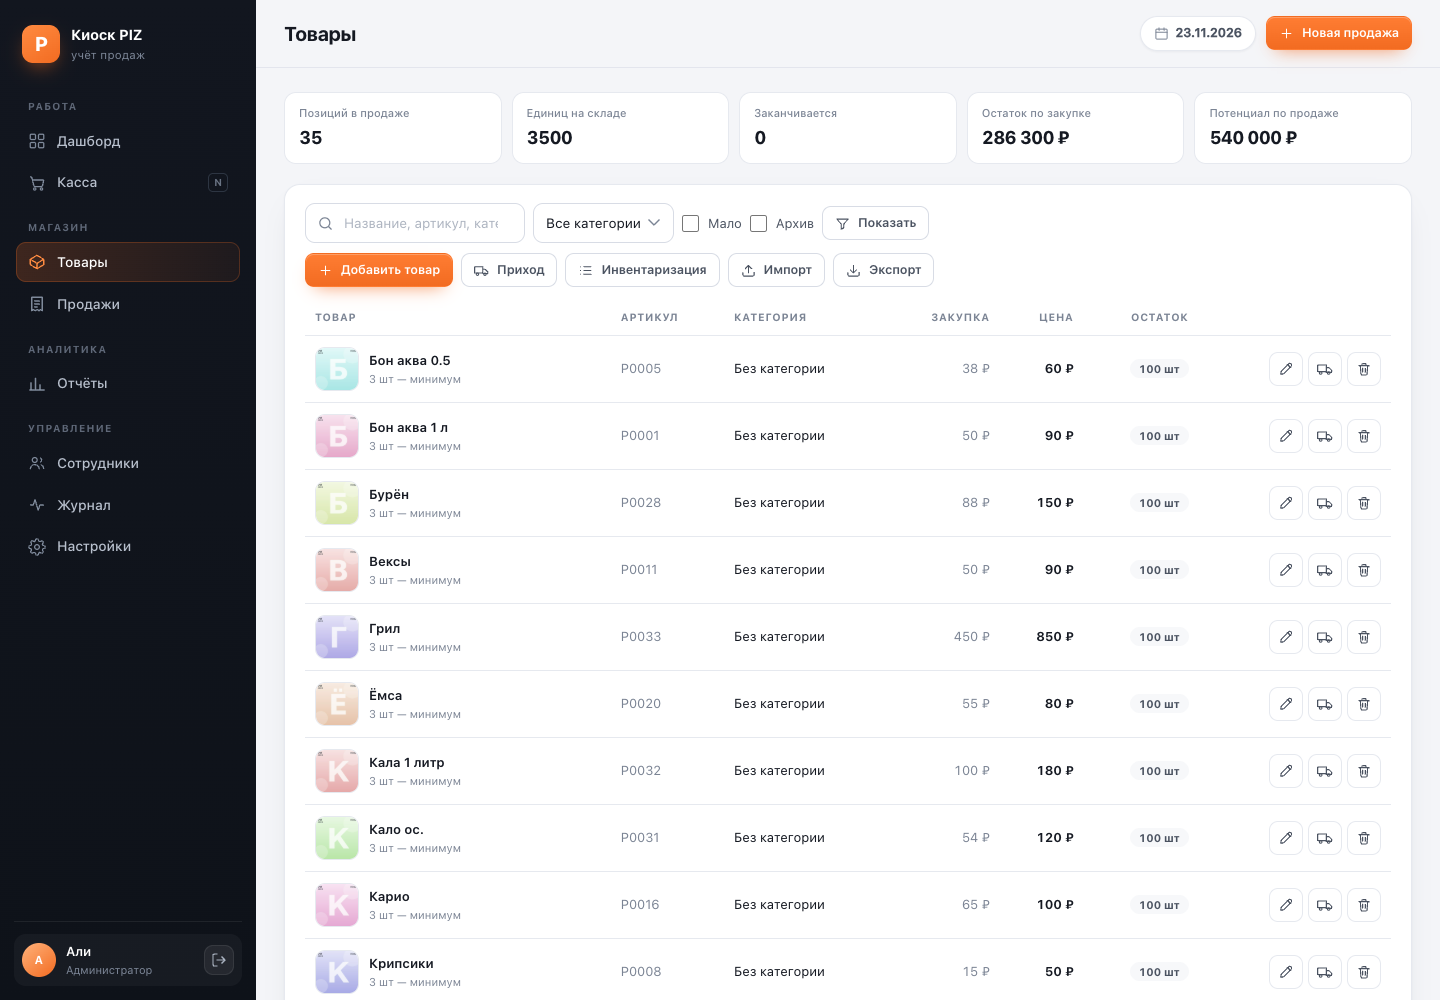 P
Киоск PIZ
учёт продаж
РАБОТА
Дашборд
Касса N
МАГАЗИН
Товары
Продажи
АНАЛИТИКА
Отчёты
УПРАВЛЕНИЕ
Сотрудники
Журнал
Настройки
А
Али
Администратор
Товары
23.11.2026
Новая продажа
Позиций в продаже
35
Единиц на складе
3500
Заканчивается
0
Остаток по закупке
286 300 ₽
Потенциал по продаже
540 000 ₽
Название, артикул, кате
Все категории
Мало
Архив
Показать
Добавить товар
Приход
Инвентаризация
Импорт
Экспорт
ТОВАР АРТИКУЛ КАТЕГОРИЯ ЗАКУПКА ЦЕНА ОСТАТОК
Б
Бон аква 0.5
3 шт — минимум
P0005 Без категории 38 ₽ 60 ₽ 100 шт
Б
Бон аква 1 л
3 шт — минимум
P0001 Без категории 50 ₽ 90 ₽ 100 шт
Б
Бурён
3 шт — минимум
P0028 Без категории 88 ₽ 150 ₽ 100 шт
В
Вексы
3 шт — минимум
P0011 Без категории 50 ₽ 90 ₽ 100 шт
Г
Грил
3 шт — минимум
P0033 Без категории 450 ₽ 850 ₽ 100 шт
Ё
Ёмса
3 шт — минимум
P0020 Без категории 55 ₽ 80 ₽ 100 шт
К
Кала 1 литр
3 шт — минимум
P0032 Без категории 100 ₽ 180 ₽ 100 шт
К
Кало ос.
3 шт — минимум
P0031 Без категории 54 ₽ 120 ₽ 100 шт
К
Карио
3 шт — минимум
P0016 Без категории 65 ₽ 100 ₽ 100 шт
К
Крипсики
3 шт — минимум
P0008 Без категории 15 ₽ 50 ₽ 100 шт